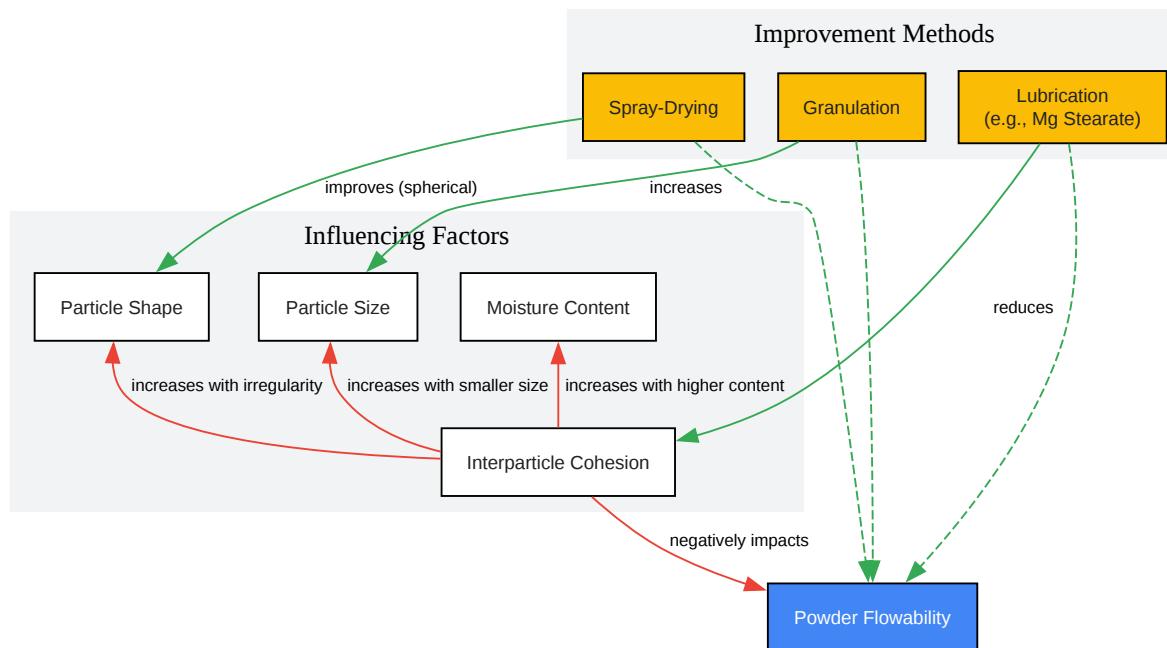 Improvement Methods
Spray-Drying
Granulation
Lubrication
(e.g., Mg Stearate)
improves (spherical)
increases
Influencing Factors
Particle Shape
Particle Size
Moisture Content
reduces
increases with irregularity
increases with smaller size
increases with higher content
Interparticle Cohesion
negatively impacts
Powder Flowability